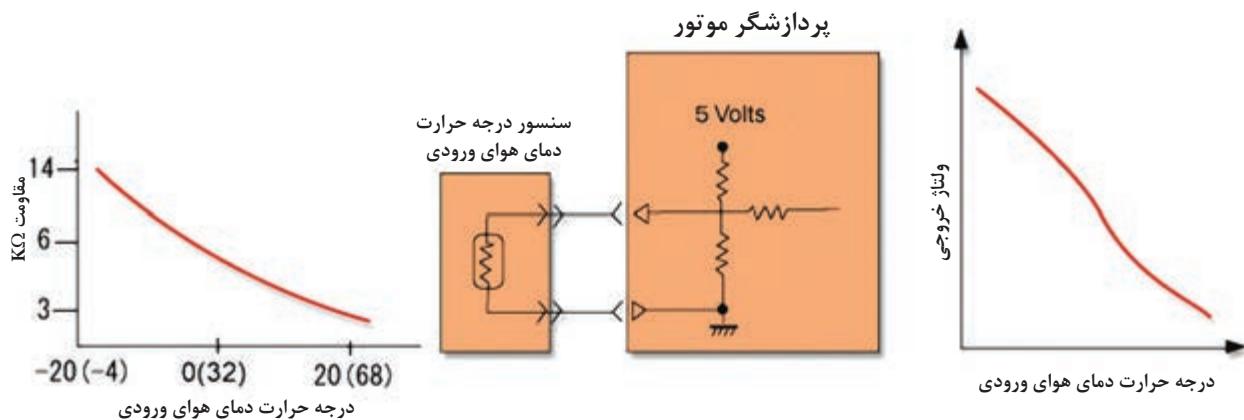 پردازشگر موتور
5 Volts
سنسور درجه حرارت
دمای هوای ورودی
مقاومت KΩ
14
6
3
-20(-4)
0(32)
20(68)
درجه حرارت دمای هوای ورودی
ولتاژ خروجی
درجه حرارت دمای هوای ورودی